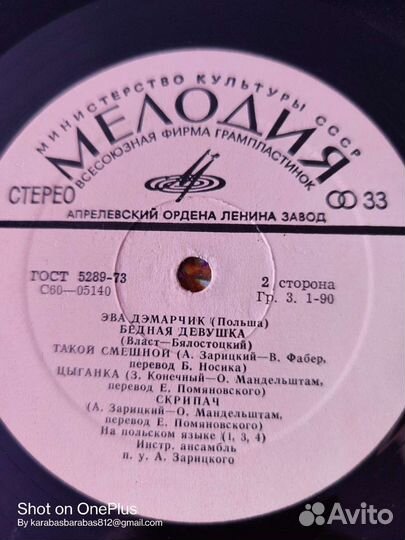 МИНИСТЕРСТВО КУЛЬТУРЫ СССР
МЕЛОДИЯ
ВСЕСОЮЗНАЯ ФИРМА ГРАМПЛАСТИНОК
СТЕРЕО
33
АПРЕЛЕВСКИЙ ОРДЕНА ЛЕНИНА ЗАВОД
ГОСТ 5289-73
С60—05140
2 сторона
Гр. 3. 1-90
ЭВА ДЭМАРЧИК (Польша)
БЕДНАЯ ДЕВУШКА
(Власт—Бялостоцкий)
ТАКОЙ СМЕШНОЙ (А. Зарицкий—В. Фабер,
перевод Б. Носика)
ЦЫГАНКА (З. Конечный—О. Мандельштам,
перевод Е. Помяновского)
СКРИПАЧ
(А. Зарицкий—О. Мандельштам,
перевод Е. Помяновского)
На польском языке (1, 3, 4)
Инстр. ансамбль
п. у. А. Зарицкого
Shot on OnePlus
By karabasbarabas812@gmail.com
Avito